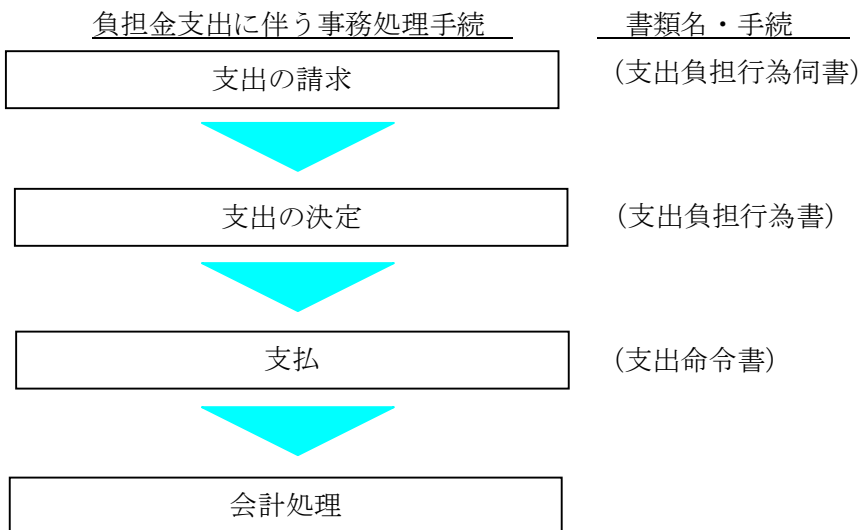 負担金支出に伴う事務処理手続　書類名・手続
支出の請求　(支出負担行為伺書)
支出の決定　(支出負担行為書)
支払　(支出命令書)
会計処理